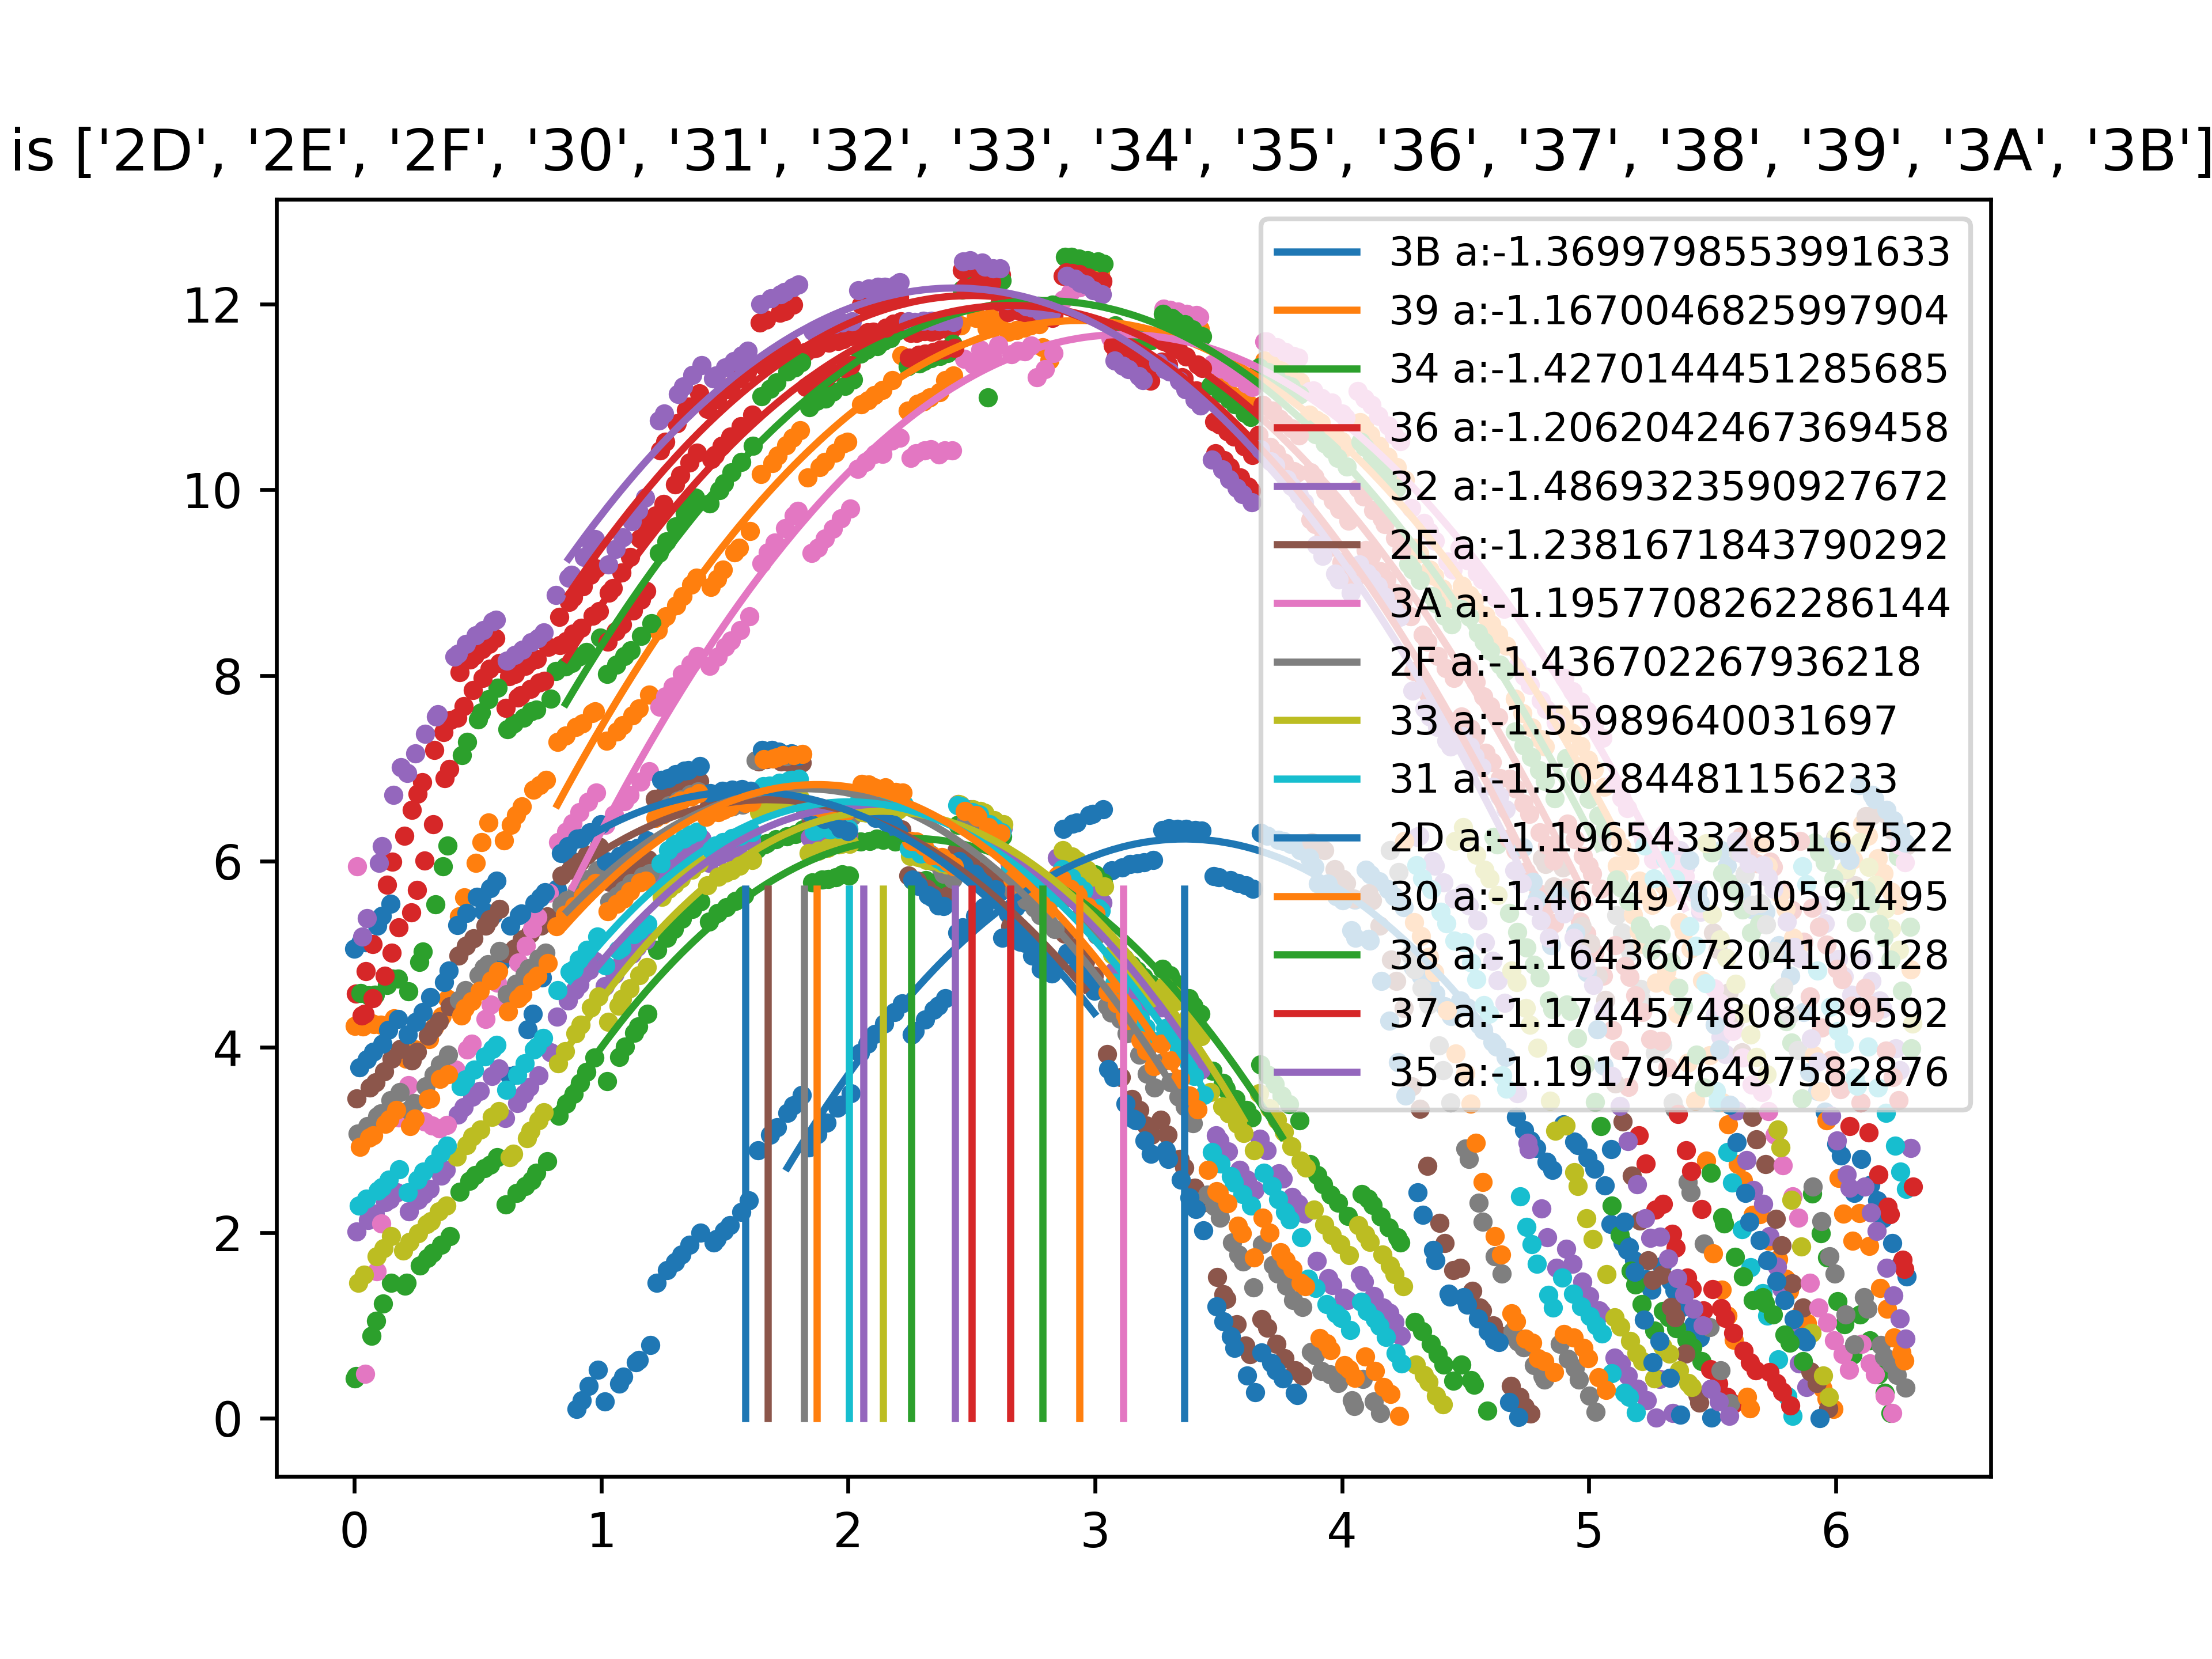 is ['2D', '2E', '2F', '30', '31', '32', '33', '34', '35', '36', '37', '38', '39', '3A', '3B']
3B a:-1.3699798553991633
39 a:-1.1670046825997904
34 a:-1.4270144451285685
36 a:-1.2062042467369458
32 a:-1.4869323590927672
2E a:-1.2381671843790292
3A a:-1.1957708262286144
2F a:-1.436702267936218
33 a:-1.55989640031697
31 a:-1.50284481156233
2D a:-1.1965433285167522
30 a:-1.4644970910591495
38 a:-1.1643607204106128
37 a:-1.1744574808489592
35 a:-1.1917946497582876
12
10
8
6
4
2
0
0 1 2 3 4 5 6